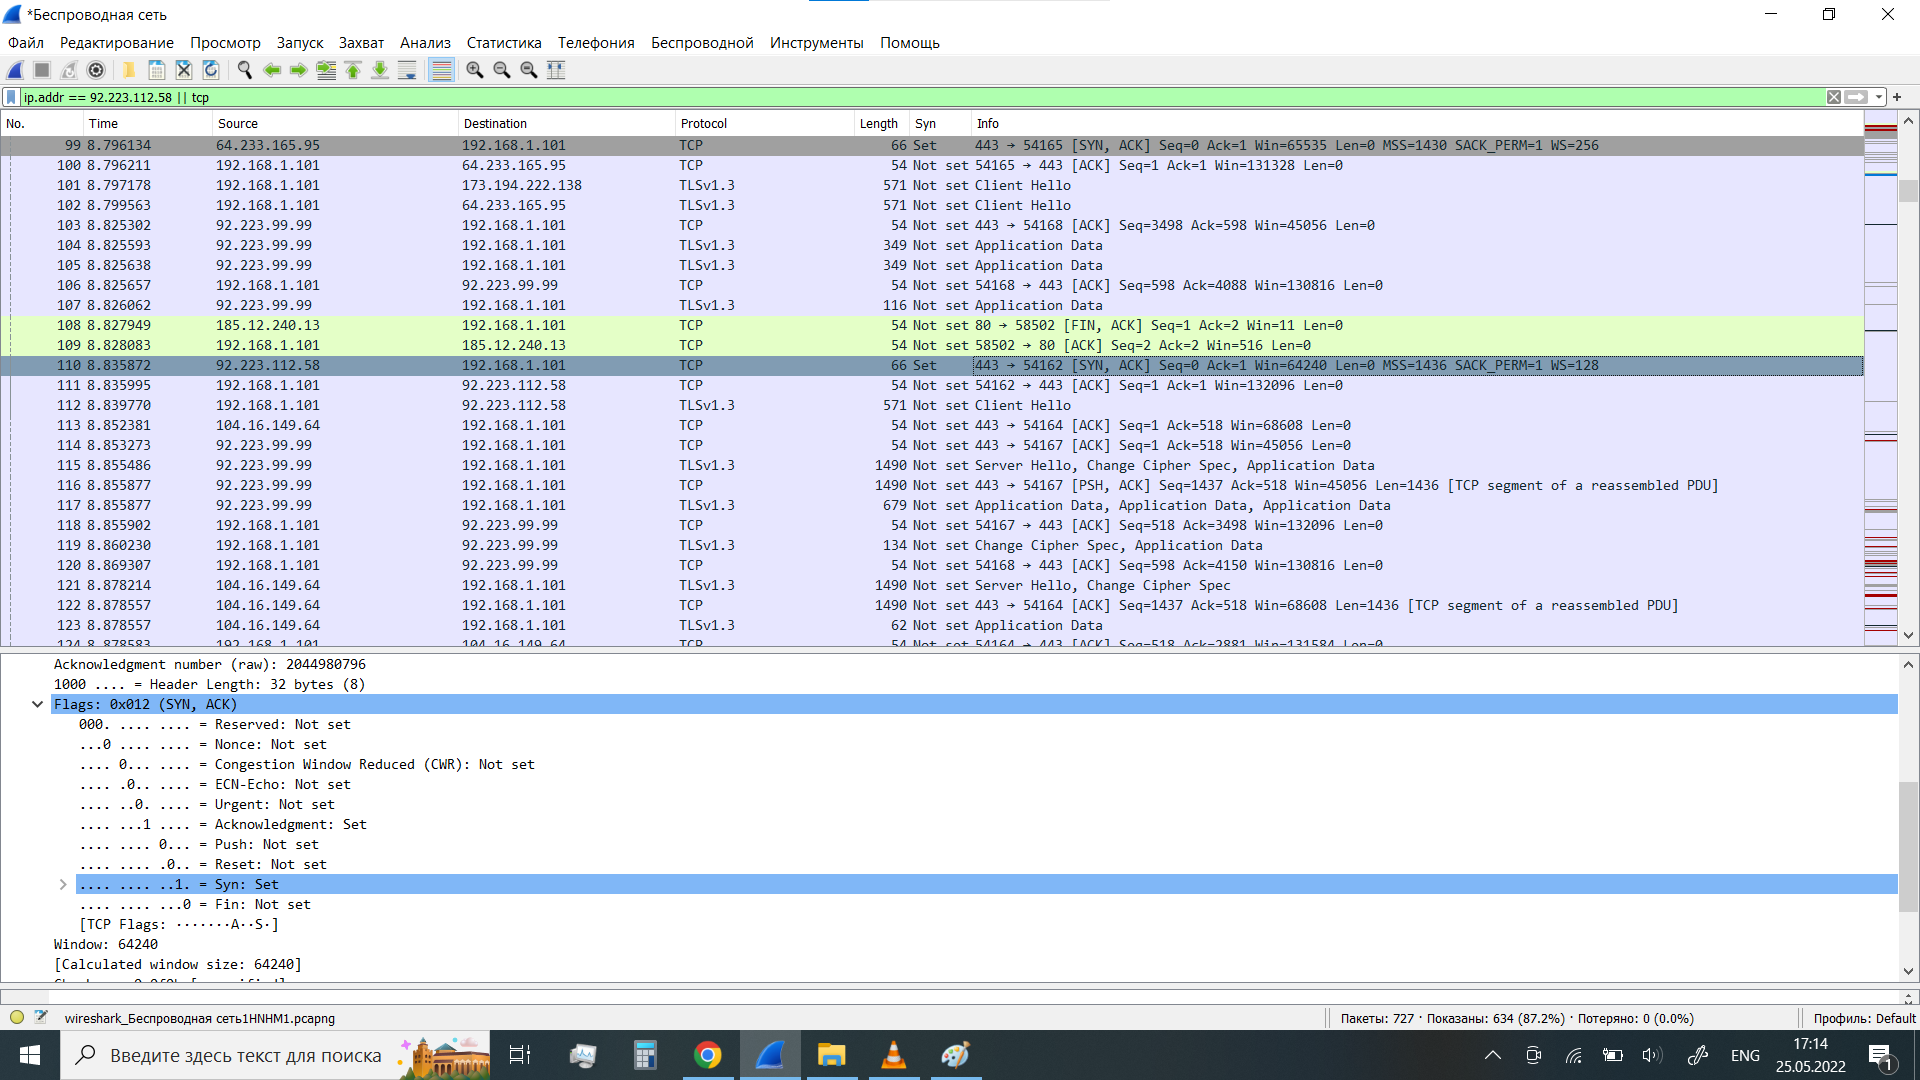 *Беспроводная сеть
Файл Редактирование Просмотр Запуск Захват Анализ Статистика Телефония Беспроводной Инструменты Помощь
ip.addr == 92.223.112.58 || tcp
No. Time Source Destination Protocol Length Syn Info
99 8.796134 64.233.165.95 192.168.1.101 TCP 66 Set 443 → 54165 [SYN, ACK] Seq=0 Ack=1 Win=65535 Len=0 MSS=1430 SACK_PERM=1 WS=256
100 8.796211 192.168.1.101 64.233.165.95 TCP 54 Not set 54165 → 443 [ACK] Seq=1 Ack=1 Win=131328 Len=0
101 8.797178 192.168.1.101 173.194.222.138 TLSv1.3 571 Not set Client Hello
102 8.799563 192.168.1.101 64.233.165.95 TLSv1.3 571 Not set Client Hello
103 8.825302 92.223.99.99 192.168.1.101 TCP 54 Not set 443 → 54168 [ACK] Seq=3498 Ack=598 Win=45056 Len=0
104 8.825593 92.223.99.99 192.168.1.101 TLSv1.3 349 Not set Application Data
105 8.825638 92.223.99.99 192.168.1.101 TLSv1.3 349 Not set Application Data
106 8.825657 192.168.1.101 92.223.99.99 TCP 54 Not set 54168 → 443 [ACK] Seq=598 Ack=4088 Win=130816 Len=0
107 8.826062 92.223.99.99 192.168.1.101 TLSv1.3 116 Not set Application Data
108 8.827949 185.12.240.13 192.168.1.101 TCP 54 Not set 80 → 58502 [FIN, ACK] Seq=1 Ack=2 Win=11 Len=0
109 8.828083 192.168.1.101 185.12.240.13 TCP 54 Not set 58502 → 80 [ACK] Seq=2 Ack=2 Win=516 Len=0
110 8.835872 92.223.112.58 192.168.1.101 TCP 66 Set 443 → 54162 [SYN, ACK] Seq=0 Ack=1 Win=64240 Len=0 MSS=1436 SACK_PERM=1 WS=128
111 8.835995 192.168.1.101 92.223.112.58 TCP 54 Not set 54162 → 443 [ACK] Seq=1 Ack=1 Win=132096 Len=0
112 8.839770 192.168.1.101 92.223.112.58 TLSv1.3 571 Not set Client Hello
113 8.852381 104.16.149.64 192.168.1.101 TCP 54 Not set 443 → 54164 [ACK] Seq=1 Ack=518 Win=68608 Len=0
114 8.853273 92.223.99.99 192.168.1.101 TCP 54 Not set 443 → 54167 [ACK] Seq=1 Ack=518 Win=45056 Len=0
115 8.855486 92.223.99.99 192.168.1.101 TLSv1.3 1490 Not set Server Hello, Change Cipher Spec, Application Data
116 8.855877 92.223.99.99 192.168.1.101 TCP 1490 Not set 443 → 54167 [PSH, ACK] Seq=1437 Ack=518 Win=45056 Len=1436 [TCP segment of a reassembled PDU]
117 8.855877 92.223.99.99 192.168.1.101 TLSv1.3 679 Not set Application Data, Application Data, Application Data
118 8.855902 192.168.1.101 92.223.99.99 TCP 54 Not set 54167 → 443 [ACK] Seq=518 Ack=3498 Win=132096 Len=0
119 8.860230 192.168.1.101 92.223.99.99 TLSv1.3 134 Not set Change Cipher Spec, Application Data
120 8.869307 192.168.1.101 92.223.99.99 TCP 54 Not set 54168 → 443 [ACK] Seq=598 Ack=4150 Win=130816 Len=0
121 8.878214 104.16.149.64 192.168.1.101 TLSv1.3 1490 Not set Server Hello, Change Cipher Spec
122 8.878557 104.16.149.64 192.168.1.101 TCP 1490 Not set 443 → 54164 [ACK] Seq=1437 Ack=518 Win=68608 Len=1436 [TCP segment of a reassembled PDU]
123 8.878557 104.16.149.64 192.168.1.101 TLSv1.3 62 Not set Application Data
124 8.878583 192.168.1.101 104.16.149.64 TCP 54 Not set 54164 → 443 [ACK] Seq=518 Ack=2881 Win=131584 Len=0
Acknowledgment number (raw): 2044980796
1000 .... = Header Length: 32 bytes (8)
Flags: 0x012 (SYN, ACK)
000. .... .... = Reserved: Not set
...0 .... .... = Nonce: Not set
.... 0... .... = Congestion Window Reduced (CWR): Not set
.... .0.. .... = ECN-Echo: Not set
.... ..0. .... = Urgent: Not set
.... ...1 .... = Acknowledgment: Set
.... .... 0... = Push: Not set
.... .... .0.. = Reset: Not set
.... .... ..1. = Syn: Set
.... .... ...0 = Fin: Not set
[TCP Flags: ·······A··S·]
Window: 64240
[Calculated window size: 64240]
wireshark_Беспроводная сеть1HNHM1.pcapng
Пакеты: 727 · Показаны: 634 (87.2%) · Потеряно: 0 (0.0%)
Профиль: Default
Введите здесь текст для поиска
ENG
17:14
25.05.2022
1